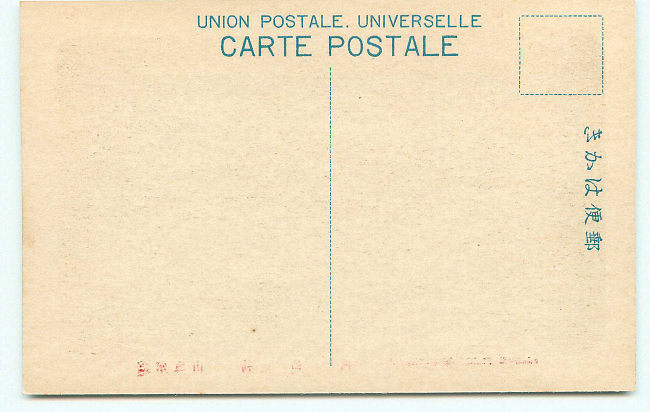 UNION POSTALE. UNIVERSELLE
CARTE POSTALE
郵便はかき